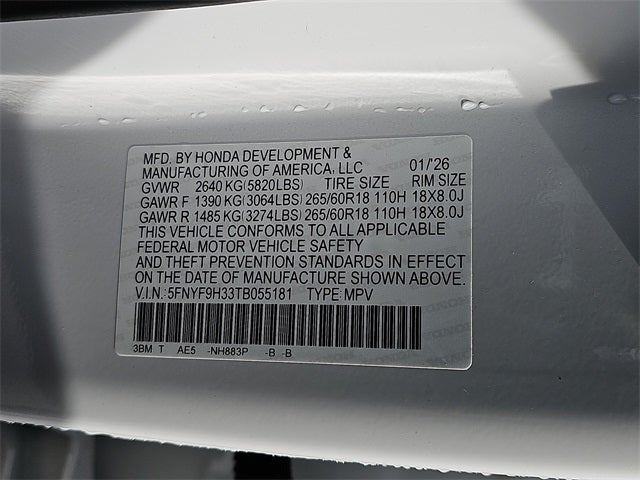 MFD. BY HONDA DEVELOPMENT &
MANUFACTURING OF AMERICA, LLC 01/'26
GVWR 2640 KG(5820LBS) TIRE SIZE RIM SIZE
GAWR F 1390 KG(3064LBS) 265/60R18 110H 18X8.0J
GAWR R 1485 KG(3274LBS) 265/60R18 110H 18X8.0J
THIS VEHICLE CONFORMS TO ALL APPLICABLE
FEDERAL MOTOR VEHICLE SAFETY
AND THEFT PREVENTION STANDARDS IN EFFECT
ON THE DATE OF MANUFACTURE SHOWN ABOVE.
V.I.N.: 5FNYF9H33TB055181 TYPE: MPV
3BM T AE5 -NH883P -B -B